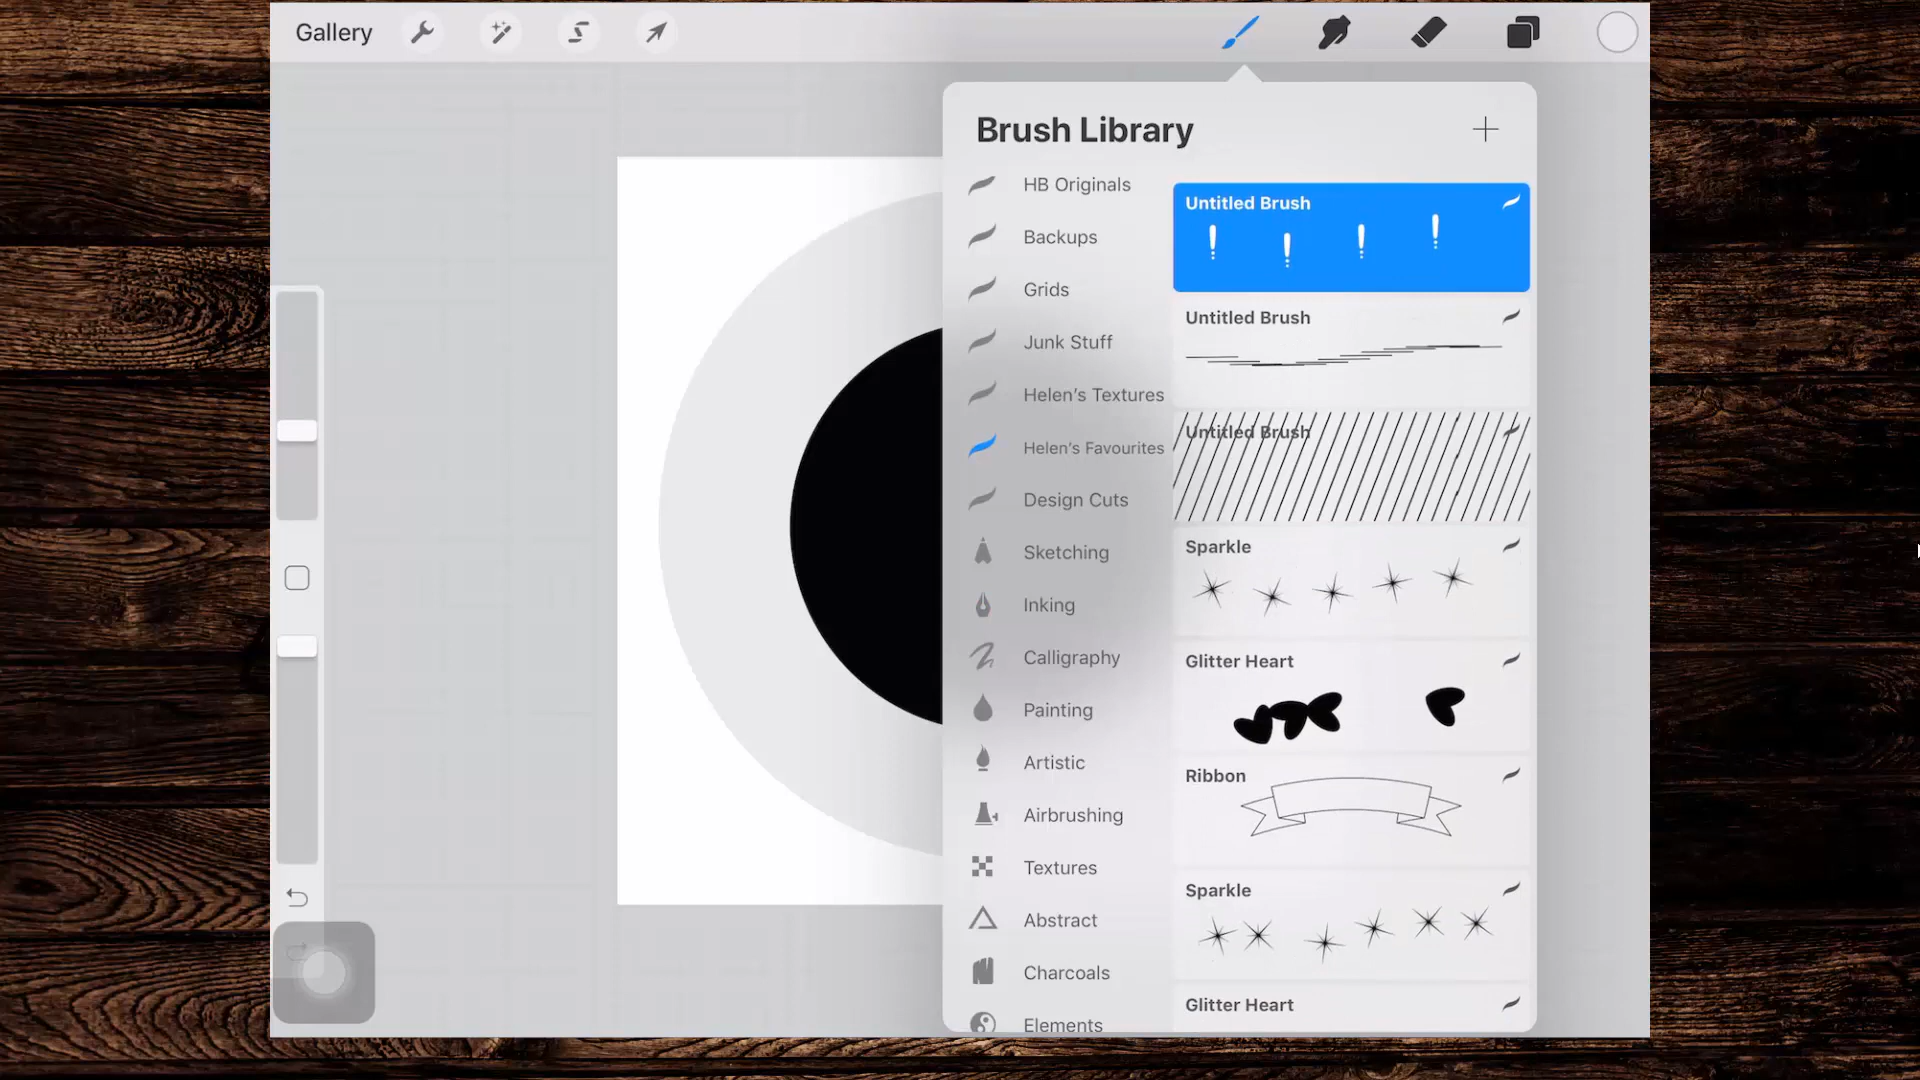 Gallery
Brush Library
HB Originals
Backups
Grids
Junk Stuff
Helen's Textures
Helen's Favourites
Design Cuts
Sketching
Inking
Calligraphy
Painting
Artistic
Airbrushing
Textures
Abstract
Charcoals
Elements
Untitled Brush
Untitled Brush
Untitled Brush
Sparkle
Glitter Heart
Ribbon
Sparkle
Glitter Heart